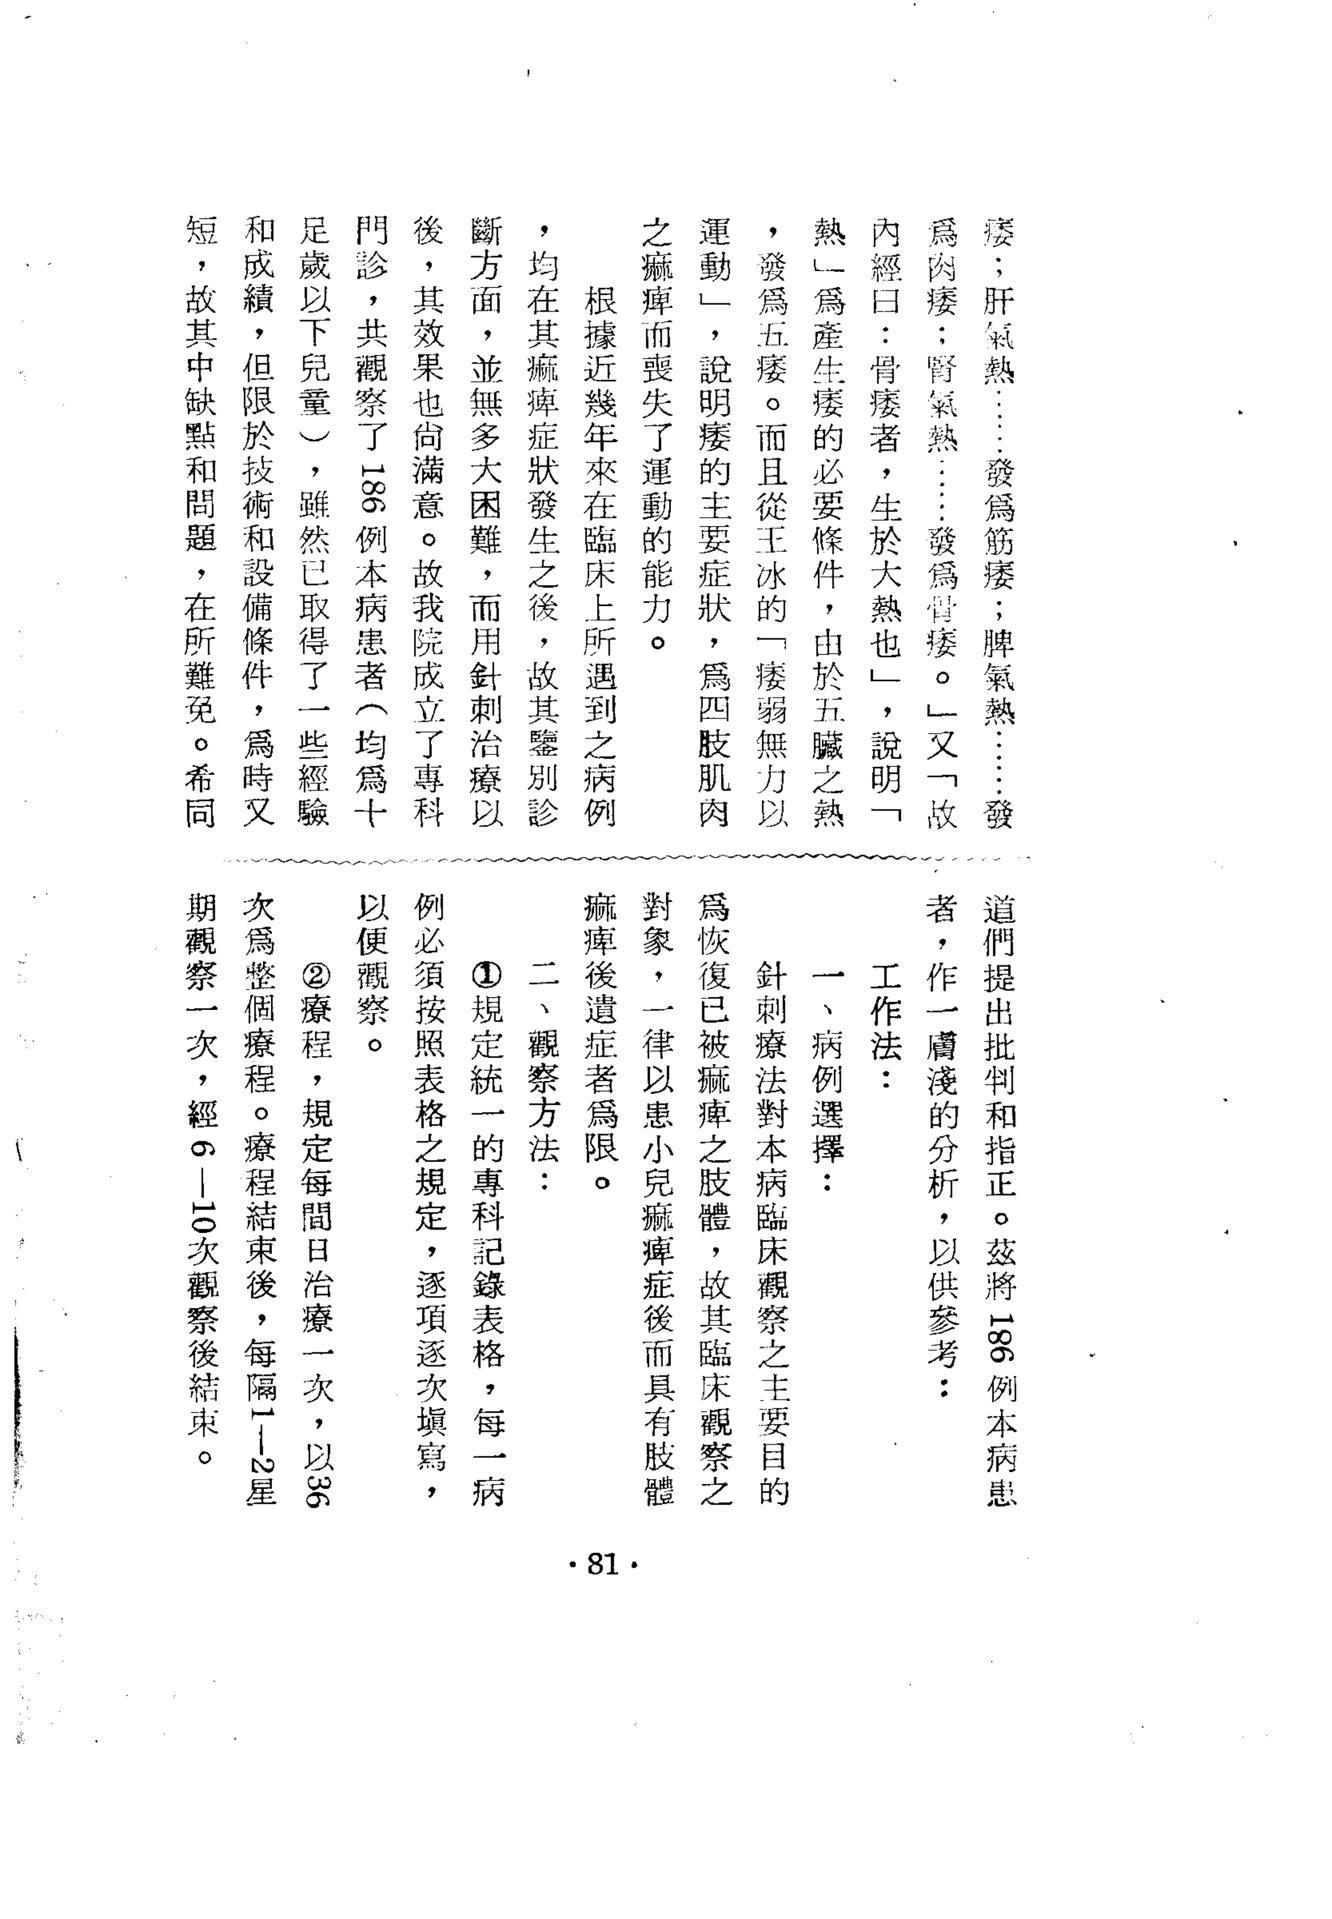 痿；肝氣熱……發爲筋痿；脾氣熱……發
爲肉痿；腎氣熱……發爲骨痿。」又「故
內經曰：骨痿者，生於大熱也」，說明「
熱」爲產生痿的必要條件，由於五臟之熱
，發爲五痿。而且從王冰的「痿弱無力以
運動」，說明痿的主要症狀，爲四肢肌肉
之痲痺而喪失了運動的能力。
根據近幾年來在臨床上所遇到之病例
，均在其痲痺症狀發生之後，故其鑒別診
斷方面，並無多大困難，而用針刺治療以
後，其效果也尙滿意。故我院成立了專科
門診，共觀察了186例本病患者（均爲十
足歲以下兒童），雖然已取得了一些經驗
和成績，但限於技術和設備條件，爲時又
短，故其中缺點和問題，在所難免。希同
道們提出批判和指正。茲將186例本病患
者，作一膚淺的分析，以供參考：
工作法：
一、病例選擇：
針刺療法對本病臨床觀察之主要目的
爲恢復已被痲痺之肢體，故其臨床觀察之
對象，一律以患小兒痲痺症後而具有肢體
痲痺後遺症者爲限。
二、觀察方法：
①規定統一的專科記錄表格，每一病
例必須按照表格之規定，逐項逐次塡寫，
以便觀察。
②療程，規定每間日治療一次，以36
次爲整個療程。療程結束後，每隔1—2星
期觀察一次，經6—10次觀察後結束。
·81·